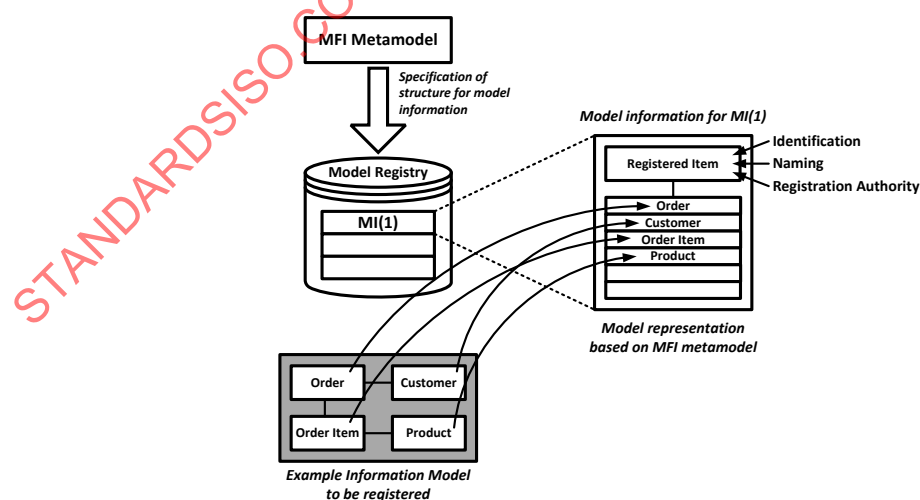 MFI Metamodel
Specification of
structure for model
information
Model Registry
MI(1)
Model information for MI(1)
Registered Item
Identification
Naming
Registration Authority
Order
Customer
Order Item
Product
Model representation
based on MFI metamodel
Order
Customer
Order Item
Product
Example Information Model
to be registered
STANDARDSISO.CO